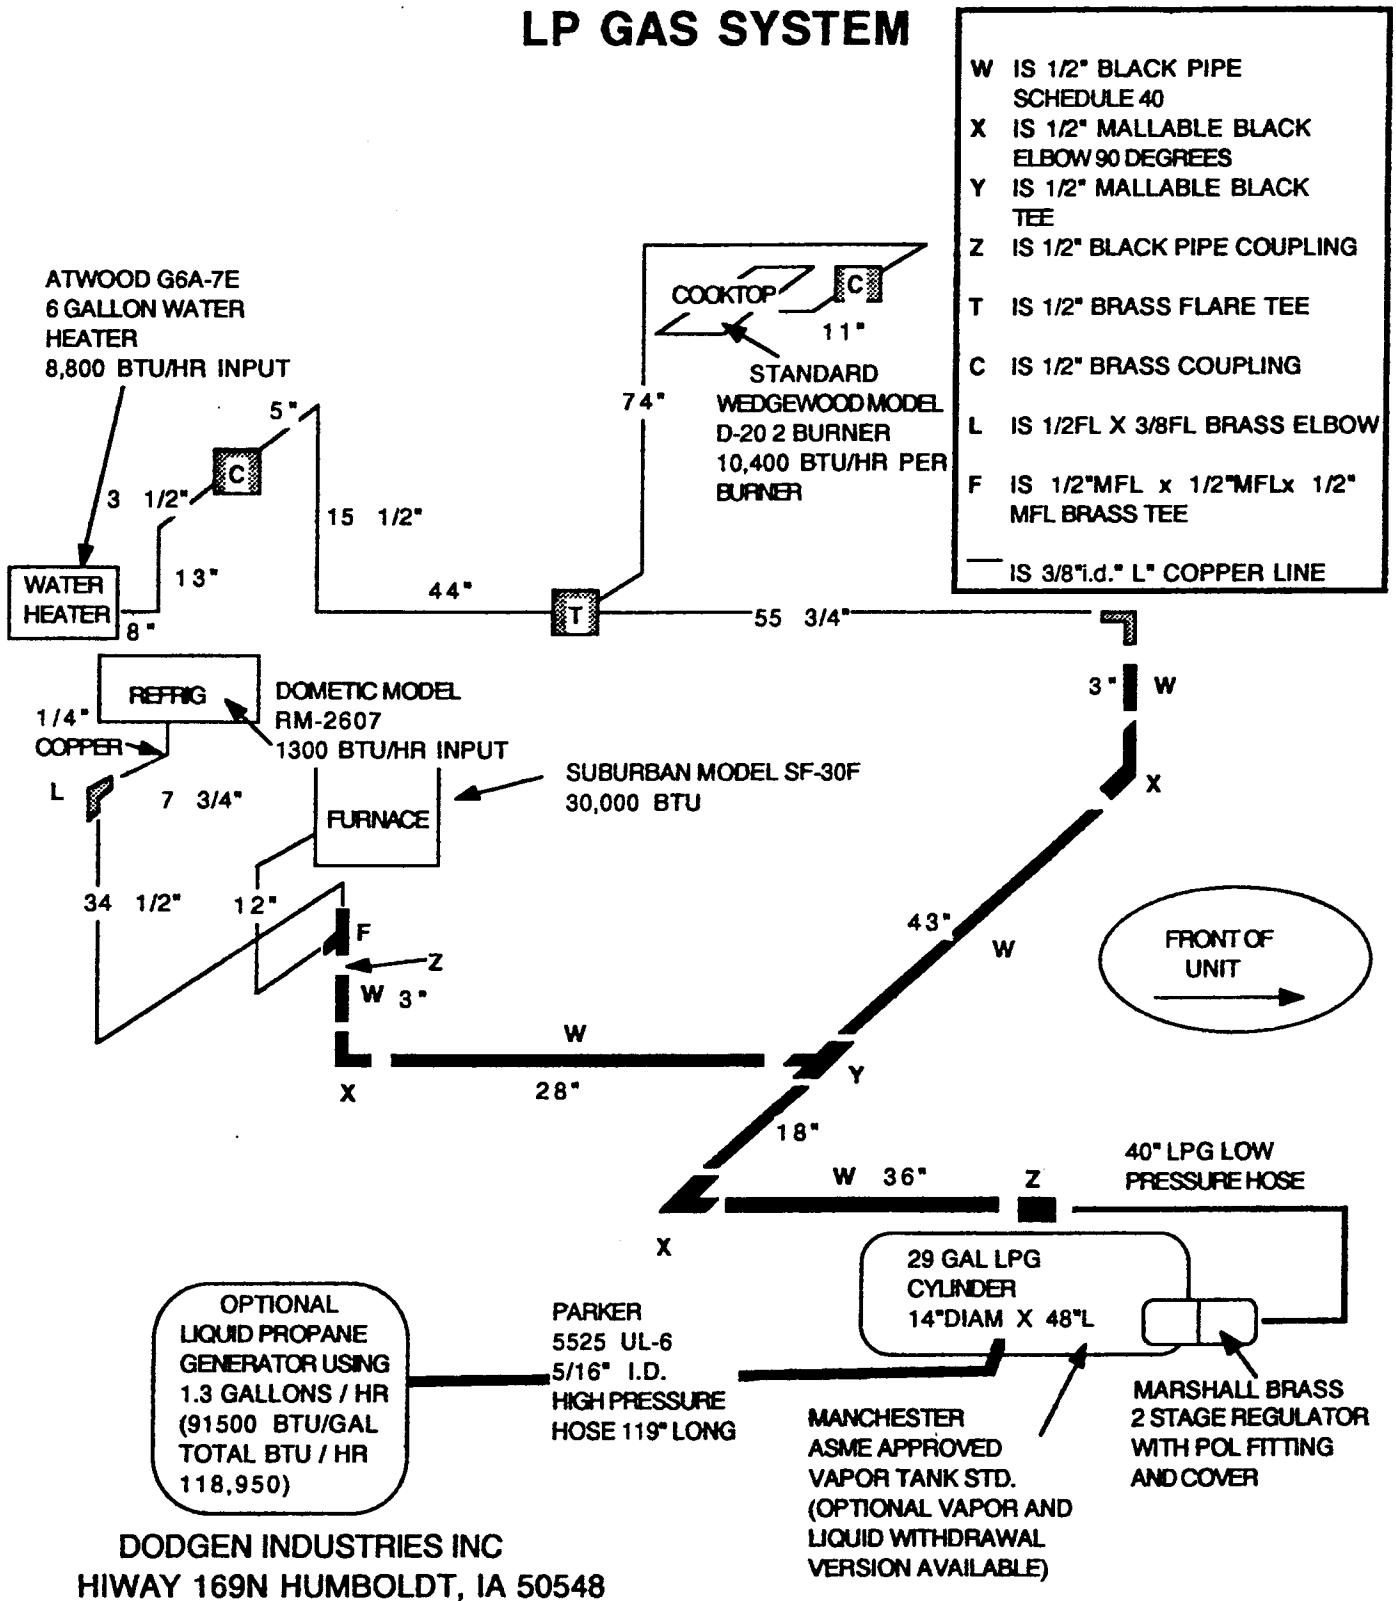 LP GAS SYSTEM
W IS 1/2" BLACK PIPE
SCHEDULE 40
X IS 1/2" MALLABLE BLACK
ELBOW 90 DEGREES
Y IS 1/2" MALLABLE BLACK
TEE
Z IS 1/2" BLACK PIPE COUPLING
T IS 1/2" BRASS FLARE TEE
C IS 1/2" BRASS COUPLING
L IS 1/2FL X 3/8FL BRASS ELBOW
F IS 1/2"MFL x 1/2"MFLx 1/2"
MFL BRASS TEE
IS 3/8"i.d." L" COPPER LINE
ATWOOD G6A-7E
6 GALLON WATER
HEATER
8,800 BTU/HR INPUT
COOKTOP
C
11"
STANDARD
WEDGEWOOD MODEL
D-20 2 BURNER
10,400 BTU/HR PER
BURNER
74"
5"
C
3 1/2"
15 1/2"
13"
WATER
HEATER
8"
44"
T
55 3/4"
3" W
X
REFRIG
DOMETIC MODEL
RM-2607
1300 BTU/HR INPUT
1/4"
COPPER
L
7 3/4"
SUBURBAN MODEL SF-30F
30,000 BTU
FURNACE
34 1/2"
12"
F
Z
W 3"
X
W
28"
43"
W
Y
18"
FRONT OF
UNIT
W 36"
Z
X
40" LPG LOW
PRESSURE HOSE
29 GAL LPG
CYLINDER
14"DIAM X 48"L
OPTIONAL
LIQUID PROPANE
GENERATOR USING
1.3 GALLONS / HR
(91500 BTU/GAL
TOTAL BTU / HR
118,950)
PARKER
5525 UL-6
5/16" I.D.
HIGH PRESSURE
HOSE 119" LONG
MANCHESTER
ASME APPROVED
VAPOR TANK STD.
(OPTIONAL VAPOR AND
LIQUID WITHDRAWAL
VERSION AVAILABLE)
MARSHALL BRASS
2 STAGE REGULATOR
WITH POL FITTING
AND COVER
DODGEN INDUSTRIES INC
HIWAY 169N HUMBOLDT, IA 50548